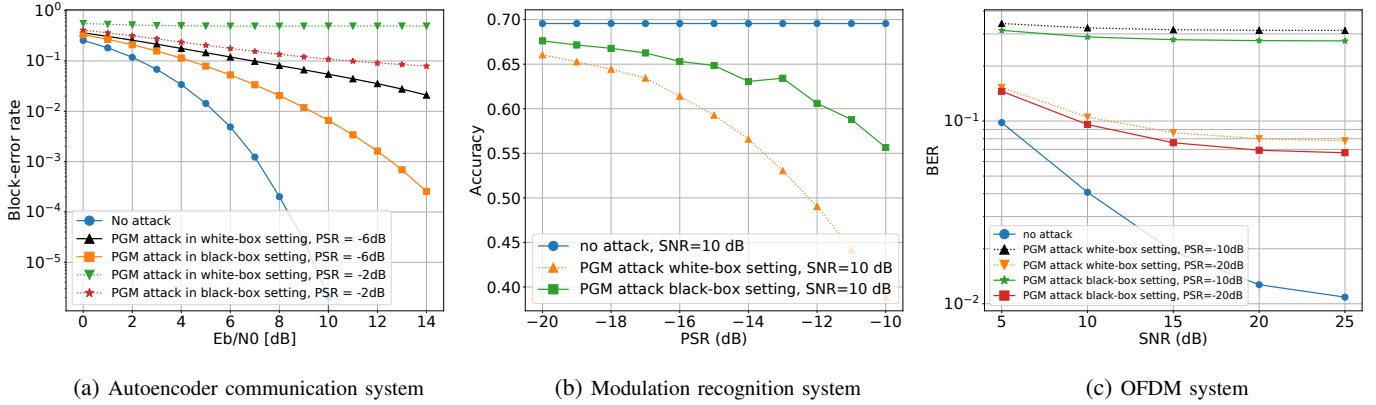 10^0
10^-1
10^-2
10^-3
10^-4
10^-5
Block-error rate
No attack
PGM attack in white-box setting, PSR = -6dB
PGM attack in black-box setting, PSR = -6dB
PGM attack in white-box setting, PSR = -2dB
PGM attack in black-box setting, PSR = -2dB
0 2 4 6 8 10 12 14
Eb/N0 [dB]
(a) Autoencoder communication system
0.70
0.65
0.60
0.55
0.50
0.45
0.40
Accuracy
no attack, SNR=10 dB
PGM attack white-box setting, SNR=10 dB
PGM attack black-box setting, SNR=10 dB
−20 −18 −16 −14 −12 −10
PSR (dB)
(b) Modulation recognition system
10^-1
10^-2
BER
no attack
PGM attack white-box setting, PSR=-10dB
PGM attack white-box setting, PSR=-20dB
PGM attack black-box setting, PSR=-10dB
PGM attack black-box setting, PSR=-20dB
5 10 15 20 25
SNR (dB)
(c) OFDM system